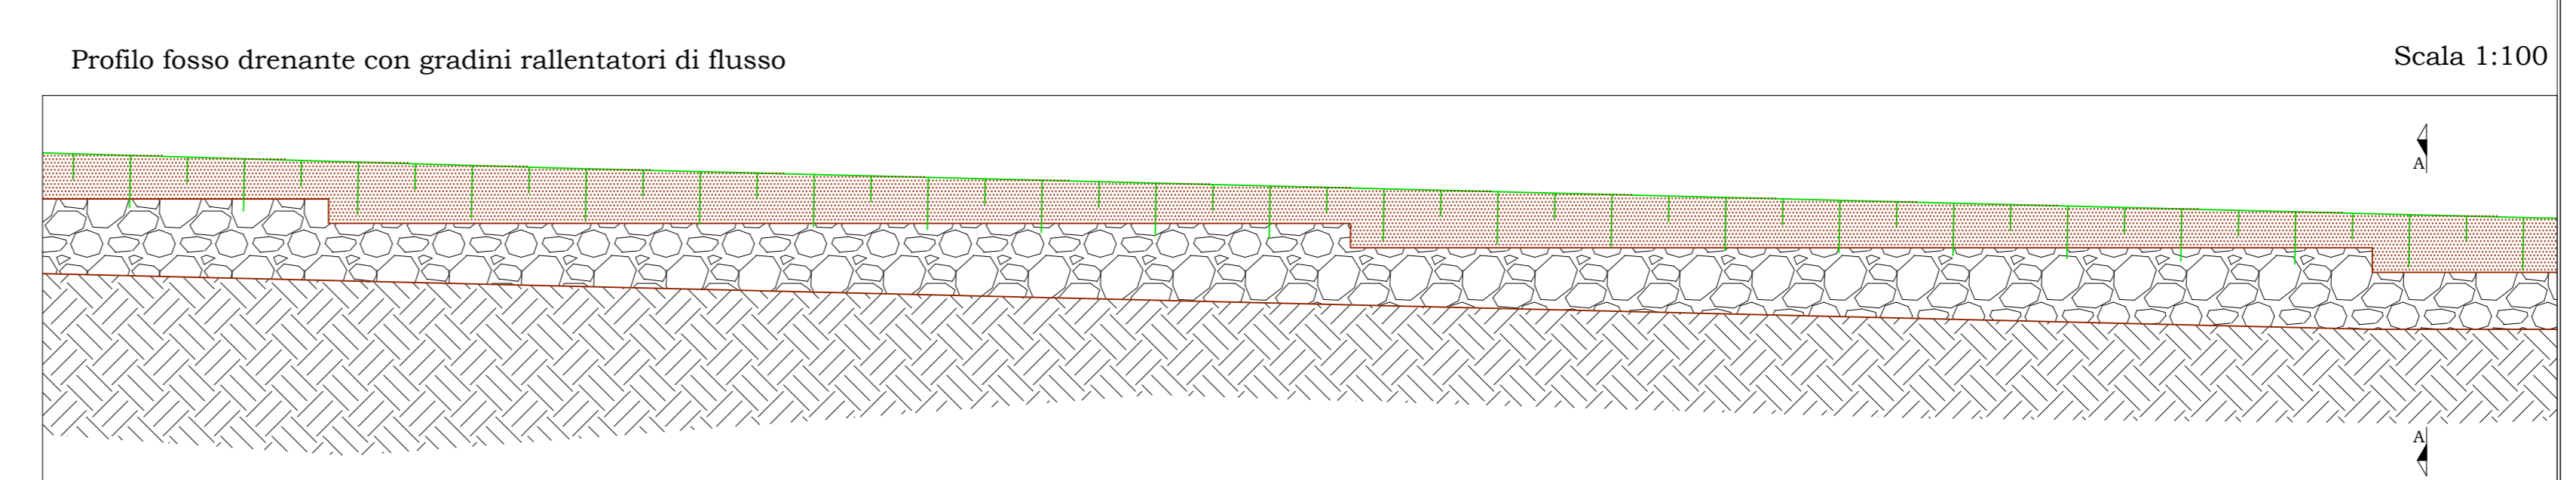 Profilo fosso drenante con gradini rallentatori di flusso
Scala 1:100
A
A